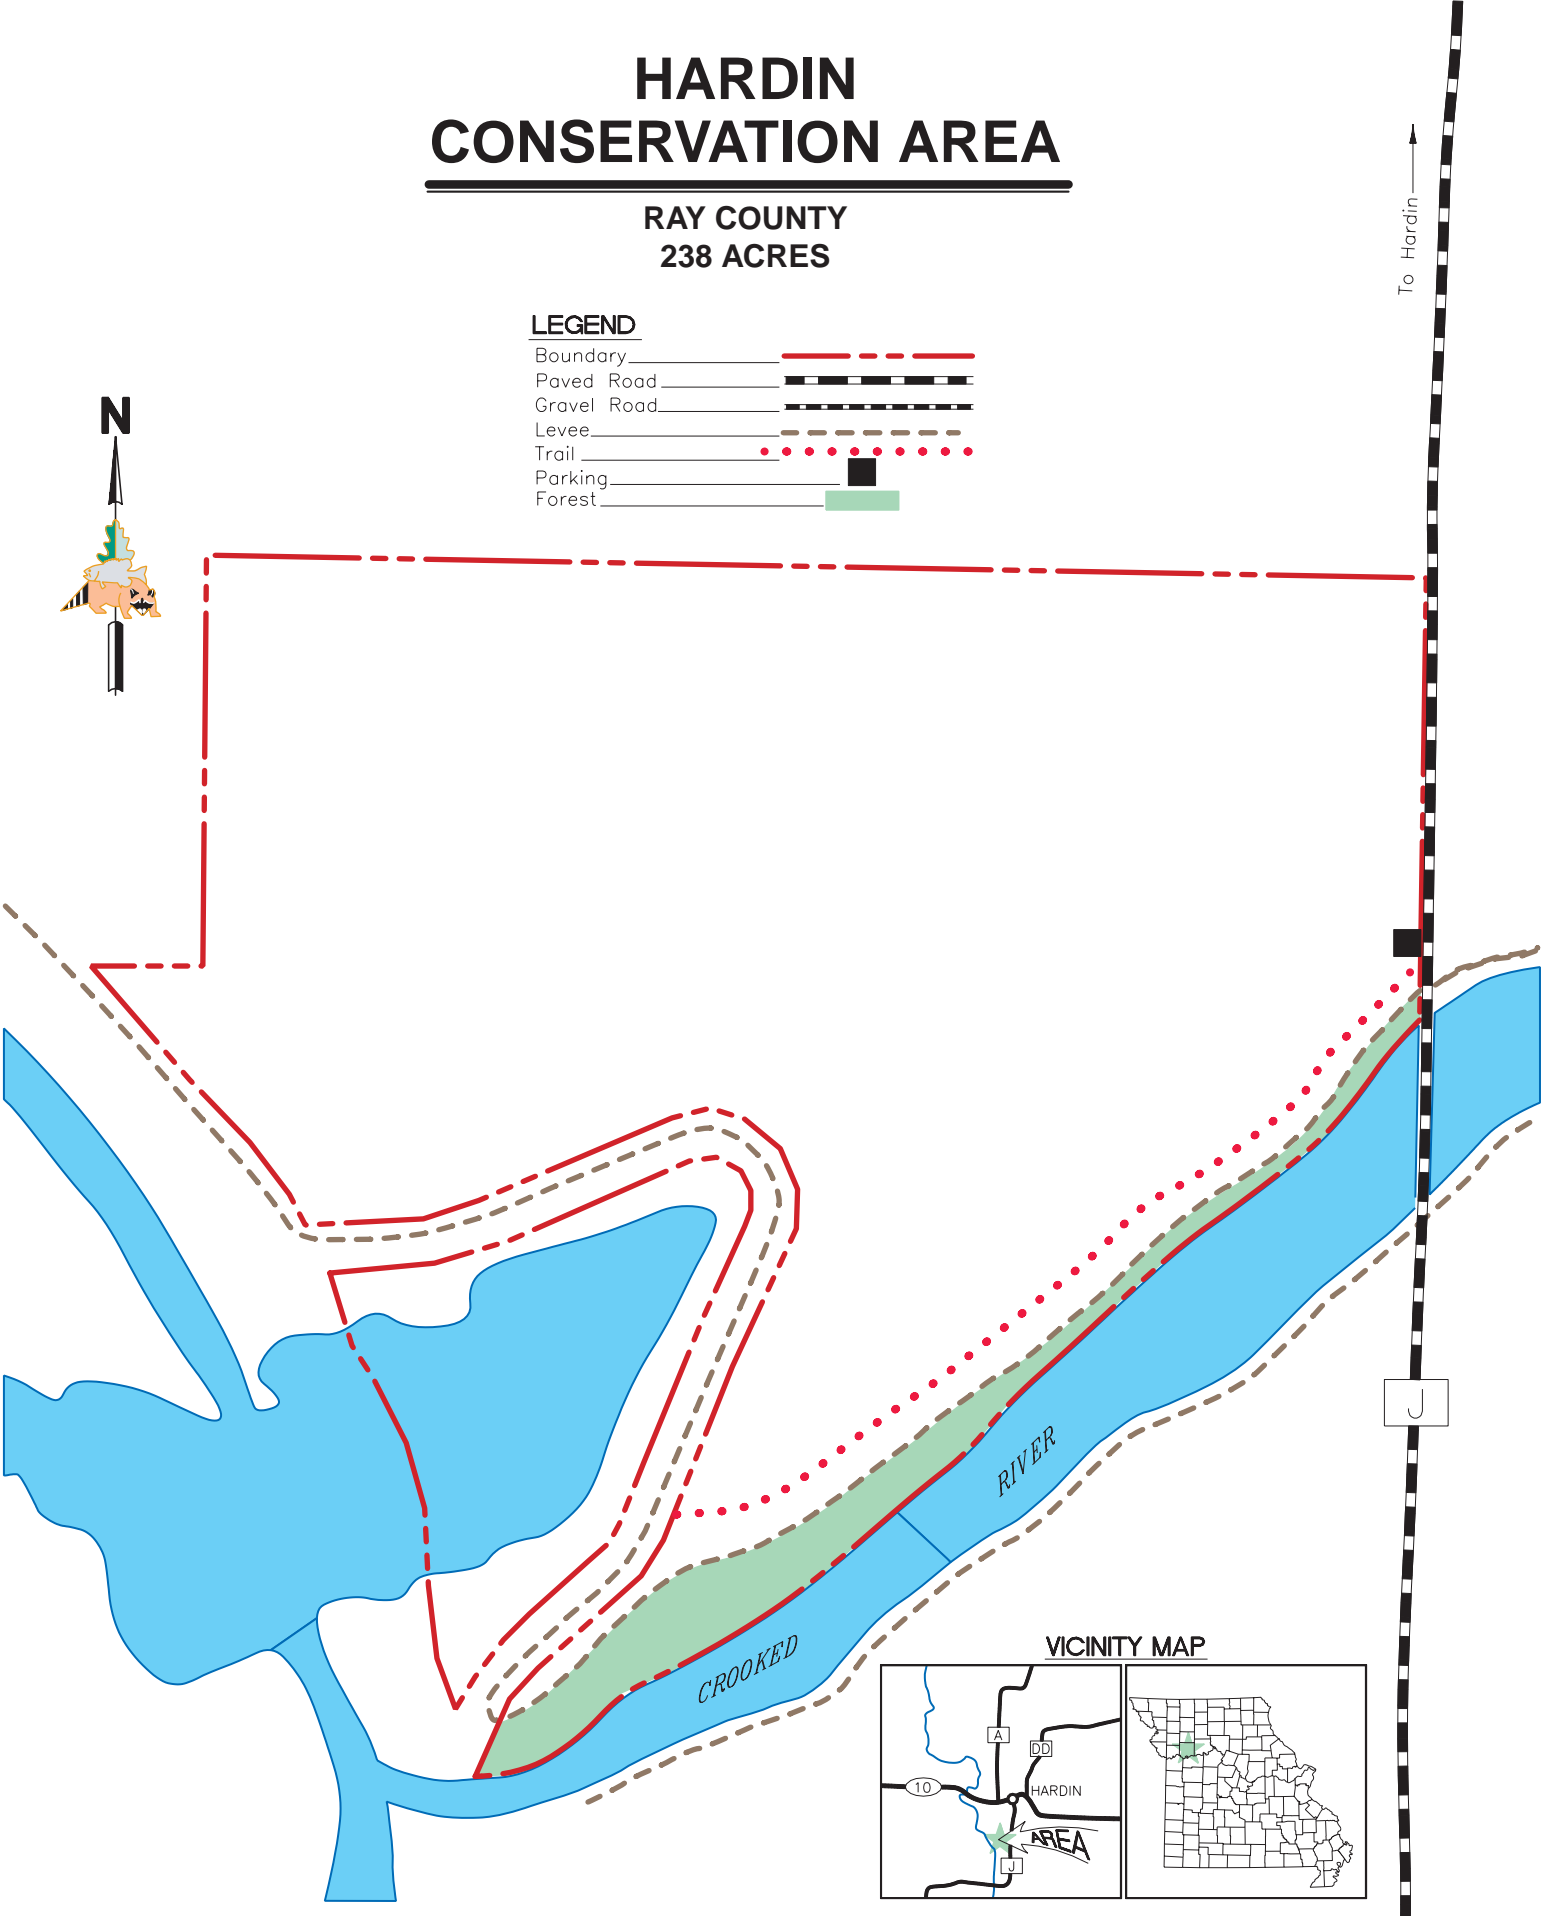 HARDIN
CONSERVATION AREA
RAY COUNTY
238 ACRES
To Hardin
LEGEND
Boundary
Paved Road
Gravel Road
Levee
Trail
Parking
Forest
N
J
RIVER
CROOKED
VICINITY MAP
A
DD
10
HARDIN
AREA
J